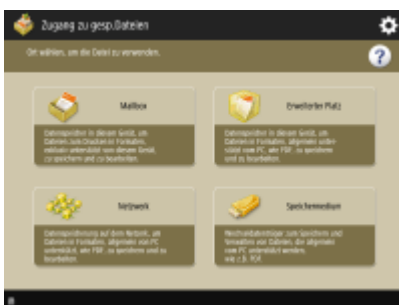 Zugang zu gesp.Dateien
Ort wählen, um die Datei zu verwenden.
Mailbox
Datenspeicher in diesem Gerät, um
Dateien zum Drucken in Formaten,
exklusiv unterstützt von diesem Gerät,
zu speichern und zu bearbeiten.
Erweiterter Platz
Datenspeicher in diesem Gerät, um
Dateien in Formaten, allgemein unter-
stützt vom PC, wie PDF, zu speichern
und zu bearbeiten.
Netzwerk
Datenspeicherung auf dem Netzwerk, um
Dateien in Formaten, allgemein von PC
unterstützt, wie PDF, zu speichern und zu
bearbeiten.
Speichermedium
Wechseldatenträger zum Speichern und
Verwalten von Dateien, die allgemein
vom PC unterstützt werden,
wie z.B. PDF.